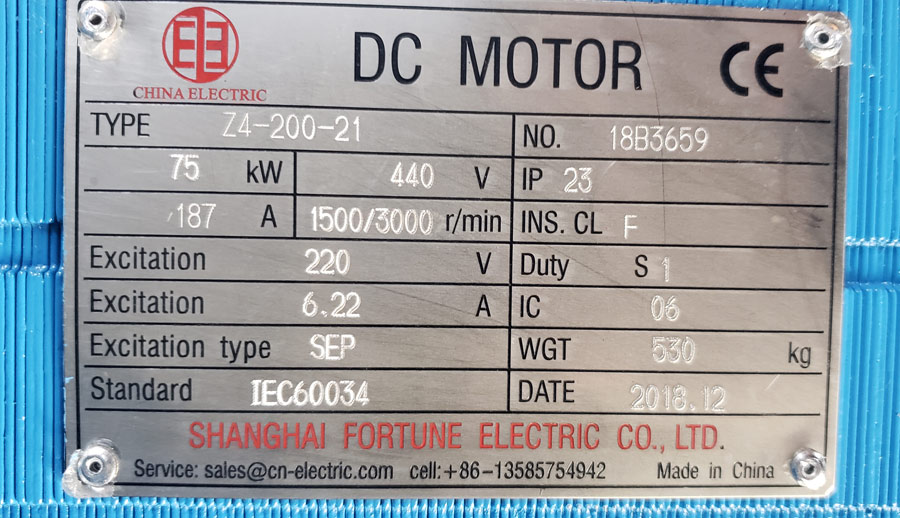 CHINA ELECTRIC
DC MOTOR CE
TYPE Z4-200-21 NO. 18B3659
75 kW 440 V IP 23
187 A 1500/3000 r/min INS. CL F
Excitation 220 V Duty S 1
Excitation 6.22 A IC 06
Excitation type SEP WGT 530 kg
Standard IEC60034 DATE 2018.12
SHANGHAI FORTUNE ELECTRIC CO., LTD.
Service: sales@cn-electric.com cell:+86-13585754942 Made in China